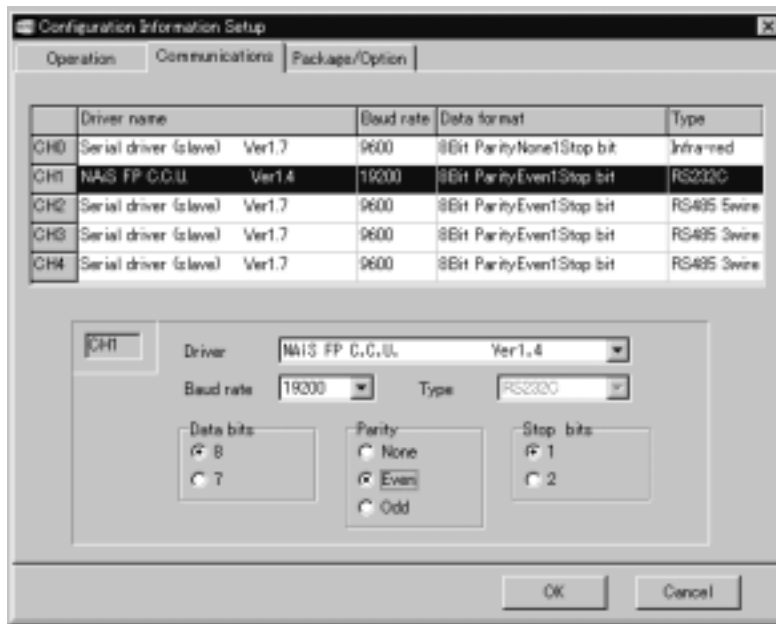 Configuration Information Setup
Operation Communications Package/Option
Driver name Baud rate Data format Type
CH0 Serial driver (slave) Ver1.7 9600 8Bit ParityNone1Stop bit Infra-red
CH1 NAiS FP C.C.U. Ver1.4 19200 8Bit ParityEven1Stop bit RS232C
CH2 Serial driver (slave) Ver1.7 9600 8Bit ParityEven1Stop bit RS485 5wire
CH3 Serial driver (slave) Ver1.7 9600 8Bit ParityEven1Stop bit RS485 3wire
CH4 Serial driver (slave) Ver1.7 9600 8Bit ParityEven1Stop bit RS485 3wire
CH1 Driver NAiS FP C.C.U. Ver1.4
Baud rate 19200 Type RS232C
Data bits Parity Stop bits
8 None 1
7 Even 2
Odd
OK Cancel